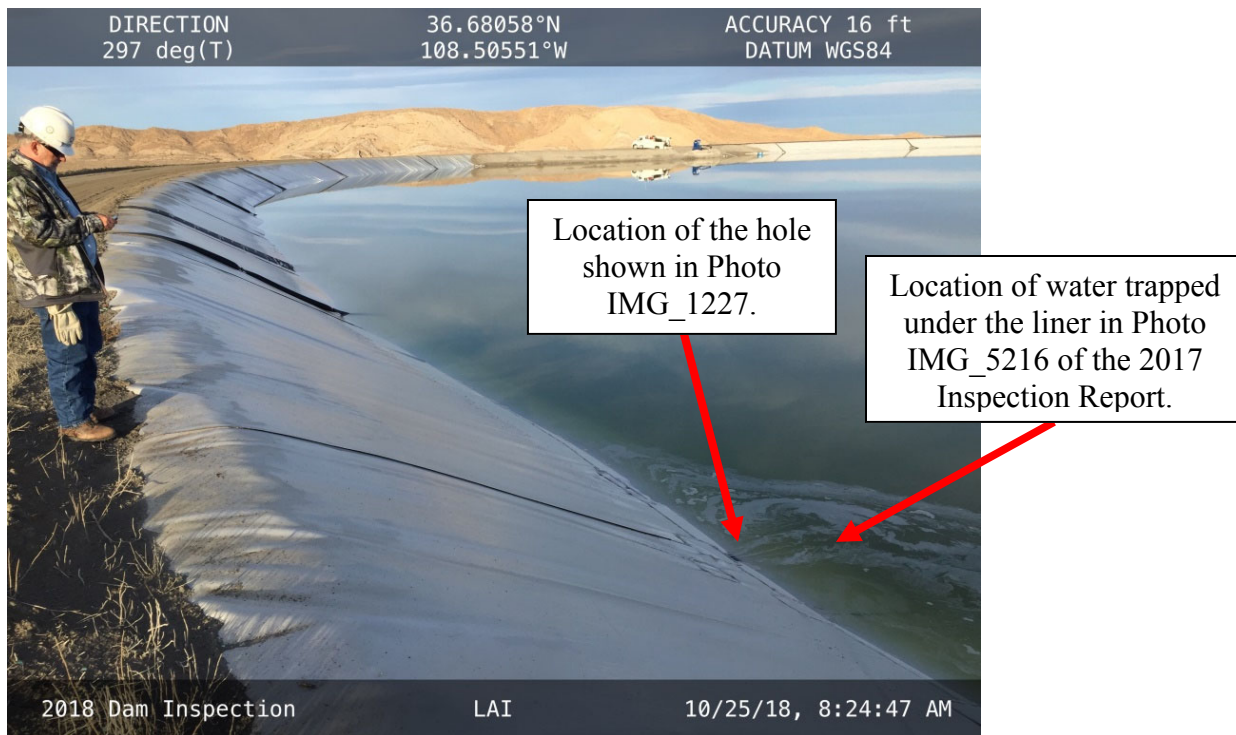 DIRECTION
297 deg(T)
36.68058°N
108.50551°W
ACCURACY 16 ft
DATUM WGS84
Location of the hole
shown in Photo
IMG_1227.
Location of water trapped
under the liner in Photo
IMG_5216 of the 2017
Inspection Report.
2018 Dam Inspection
LAI
10/25/18, 8:24:47 AM